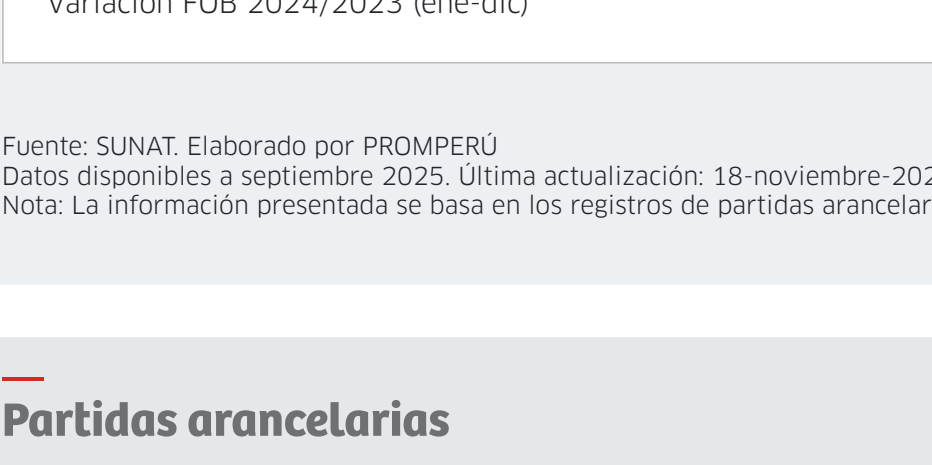 Variación FOB 2024/2023 (ene-dic)
Fuente: SUNAT. Elaborado por PROMPERÚ
Datos disponibles a septiembre 2025. Última actualización: 18-noviembre-202
Nota: La información presentada se basa en los registros de partidas arancelar
Partidas arancelarias